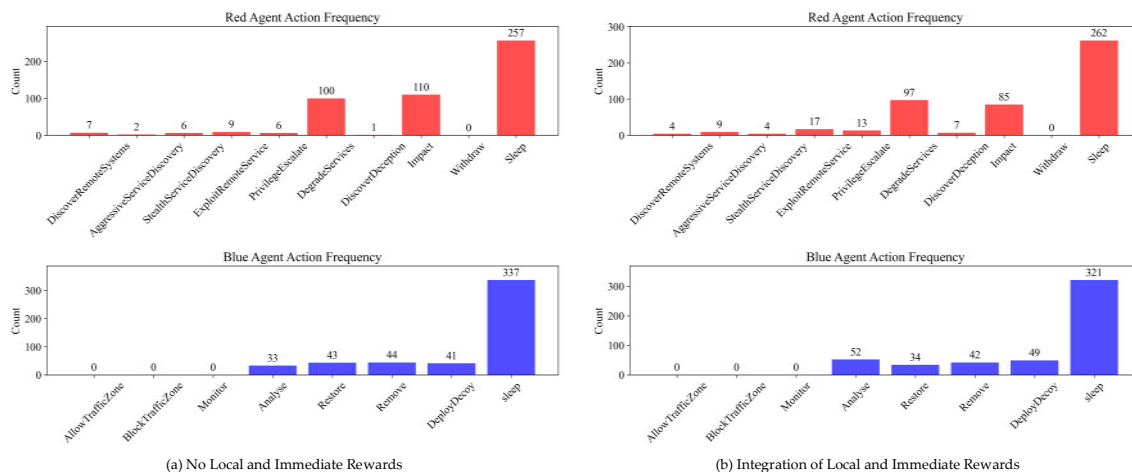 Red Agent Action Frequency
Count
200
100
0
7 2 6 9 6 100 1 110 0 257
DiscoverRemoteSystems
AggressiveServiceDiscovery
StealthServiceDiscovery
ExploitRemoteService
PrivilegeEscalate
DegradeServices
DiscoverDeception
Impact
Withdraw
Sleep
Blue Agent Action Frequency
Count
300
200
100
0
0 0 0 33 43 44 41 337
AllowTrafficZone
BlockTrafficZone
Monitor
Analyse
Restore
Remove
DeployDecoy
sleep
(a) No Local and Immediate Rewards
Red Agent Action Frequency
Count
300
200
100
0
4 9 4 17 13 97 7 85 0 262
DiscoverRemoteSystems
AggressiveServiceDiscovery
StealthServiceDiscovery
ExploitRemoteService
PrivilegeEscalate
DegradeServices
DiscoverDeception
Impact
Withdraw
Sleep
Blue Agent Action Frequency
Count
300
200
100
0
0 0 0 52 34 42 49 321
AllowTrafficZone
BlockTrafficZone
Monitor
Analyse
Restore
Remove
DeployDecoy
sleep
(b) Integration of Local and Immediate Rewards